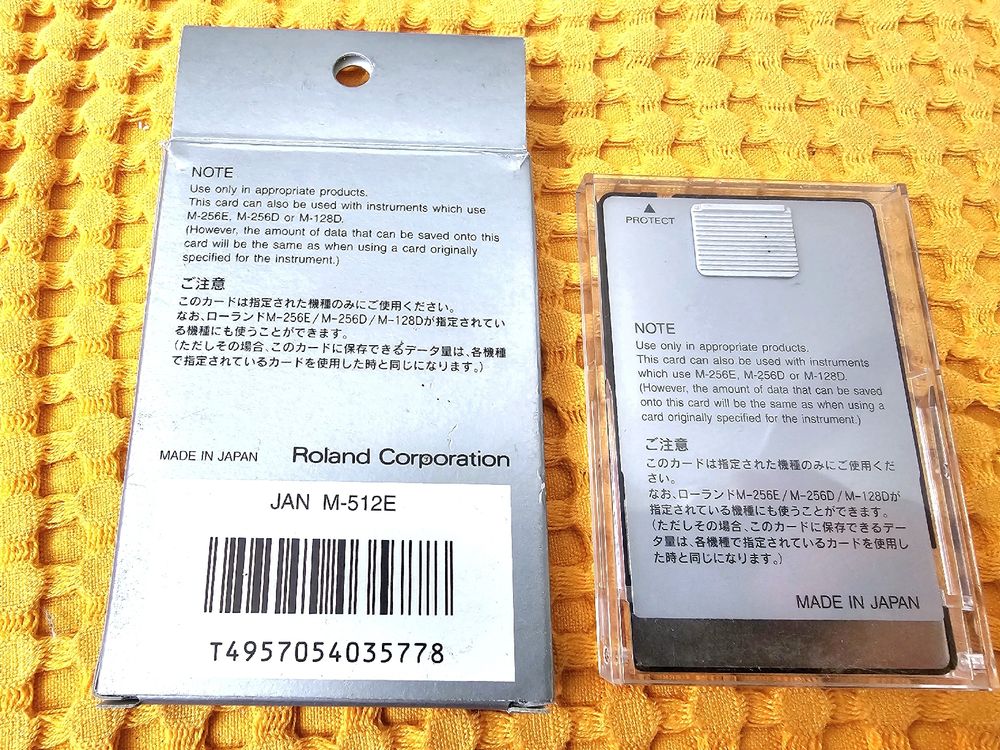 NOTE
Use only in appropriate products.
This card can also be used with instruments which use
M-256E, M-256D or M-128D.
(However, the amount of data that can be saved onto this
card will be the same as when using a card originally
specified for the instrument.)
ご注意
このカードは指定された機種のみにご使用ください。
なお、ローランドM-256E/M-256D/M-128Dが指定されてい
る機種にも使うことができます。
(ただしその場合、このカードに保存できるデータ量は、各機種
で指定されているカードを使用した時と同じになります。)
MADE IN JAPAN Roland Corporation
JAN M-512E
T4957054035778
▲
PROTECT
NOTE
Use only in appropriate products.
This card can also be used with instruments
which use M-256E, M-256D or M-128D.
(However, the amount of data that can be saved
onto this card will be the same as when using a
card originally specified for the instrument.)
ご注意
このカードは指定された機種のみにご使用くだ
さい。
なお、ローランドM-256E/M-256D/M-128Dが
指定されている機種にも使うことができます。
(ただしその場合、このカードに保存できるデー
タ量は、各機種で指定されているカードを使用し
た時と同じになります。)
MADE IN JAPAN